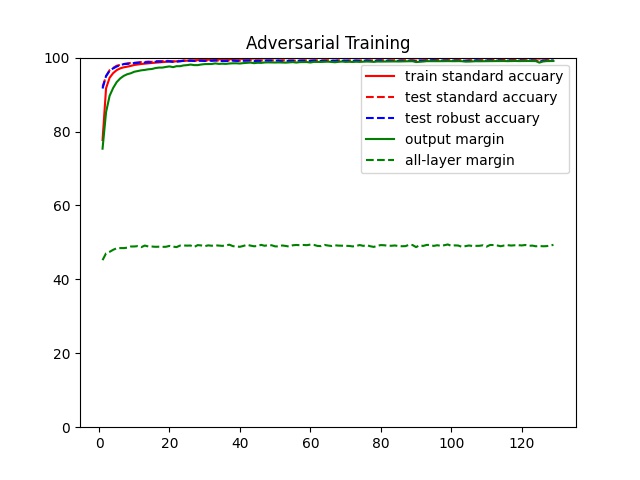 Adversarial Training
100
80
60
40
20
0
train standard accuary
test standard accuary
test robust accuary
output margin
all-layer margin
0 20 40 60 80 100 120